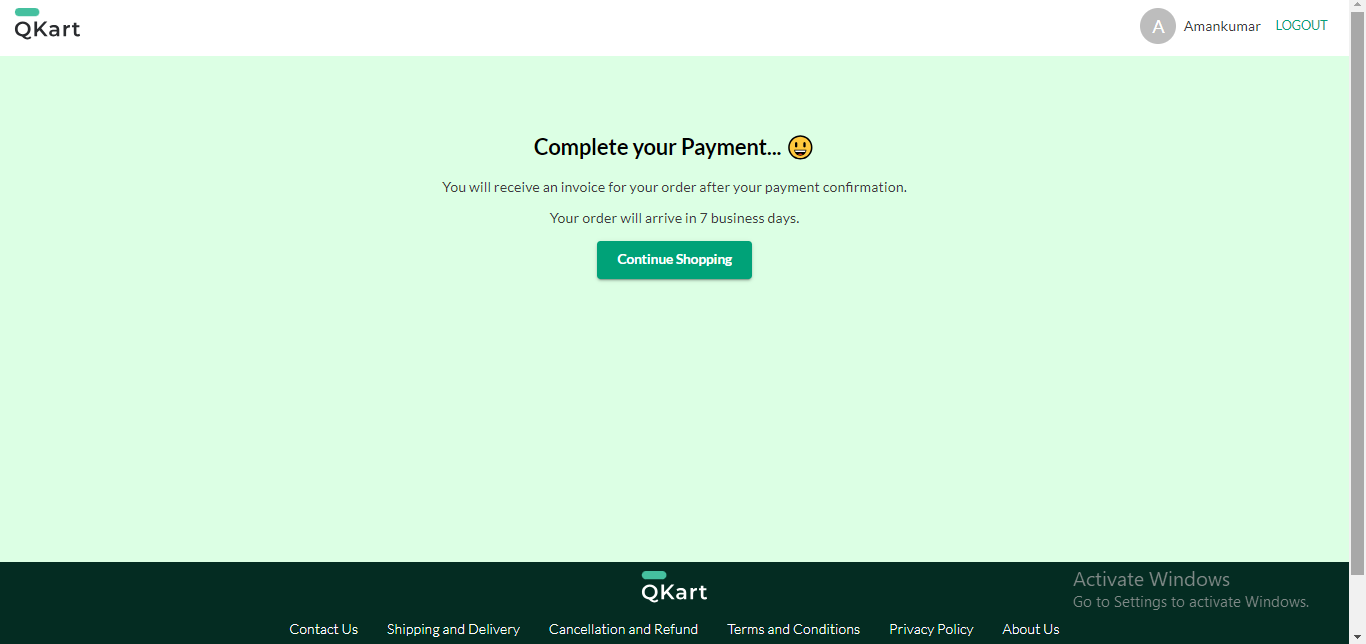 QKart
A Amankumar LOGOUT
Complete your Payment... 😃
You will receive an invoice for your order after your payment confirmation.
Your order will arrive in 7 business days.
Continue Shopping
QKart
Activate Windows
Go to Settings to activate Windows.
Contact Us Shipping and Delivery Cancellation and Refund Terms and Conditions Privacy Policy About Us